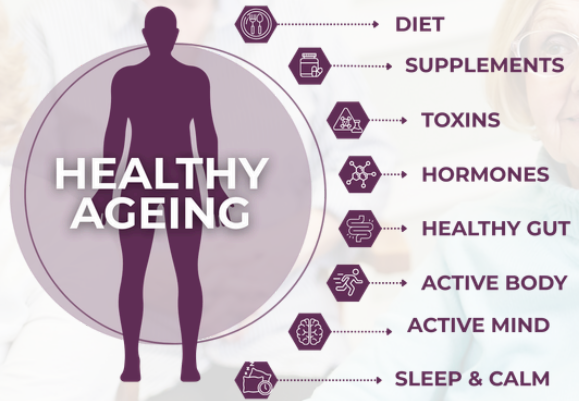 HEALTHY
AGEING
DIET
SUPPLEMENTS
TOXINS
HORMONES
HEALTHY GUT
ACTIVE BODY
ACTIVE MIND
SLEEP & CALM